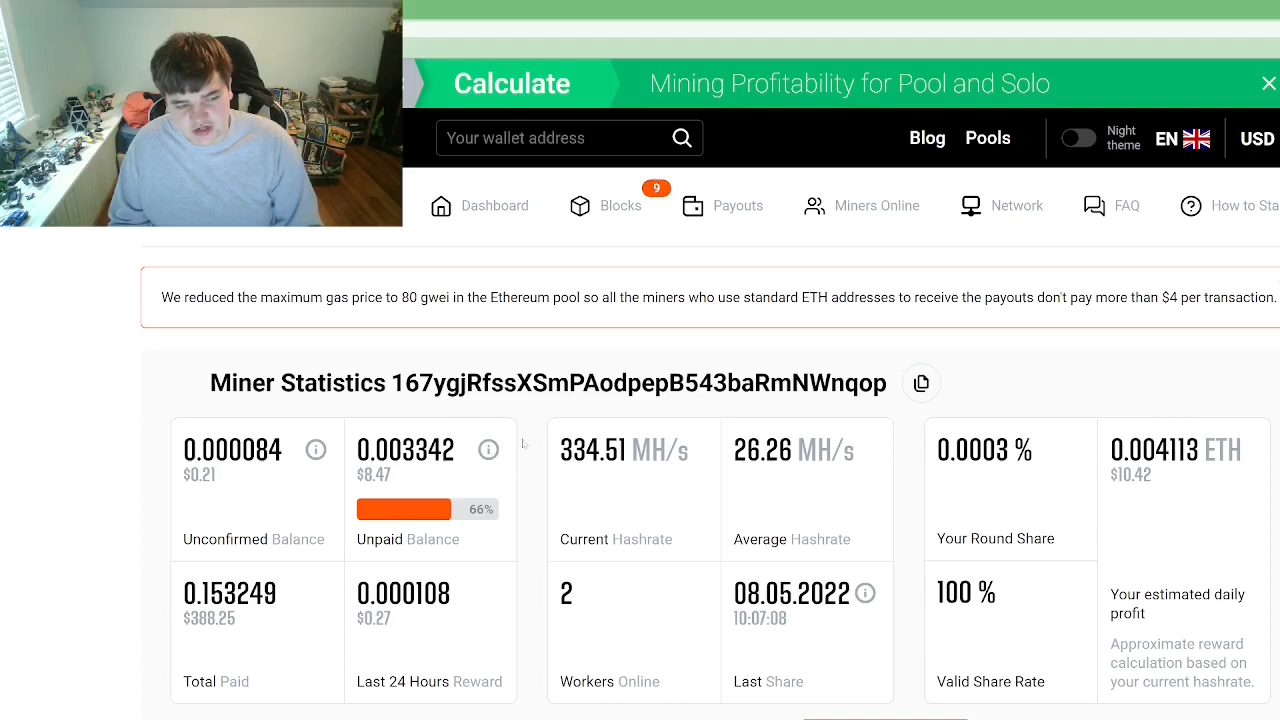 Calculate
Mining Profitability for Pool and Solo
Your wallet address
Blog
Pools
Night
theme
EN
USD
Dashboard
Blocks
9
Payouts
Miners Online
Network
FAQ
How to Sta
We reduced the maximum gas price to 80 gwei in the Ethereum pool so all the miners who use standard ETH addresses to receive the payouts don't pay more than $4 per transaction.
Miner Statistics 167ygjRfssXSmPAodpepB543baRmNWnqop
0.000084
$0.21
Unconfirmed Balance
0.003342
$8.47
66%
Unpaid Balance
334.51 MH/s
Current Hashrate
26.26 MH/s
Average Hashrate
0.0003 %
Your Round Share
0.004113 ETH
$10.42
Your estimated daily
profit
Approximate reward
calculation based on
your current hashrate.
0.153249
$388.25
Total Paid
0.000108
$0.27
Last 24 Hours Reward
2
Workers Online
08.05.2022
10:07:08
Last Share
100 %
Valid Share Rate